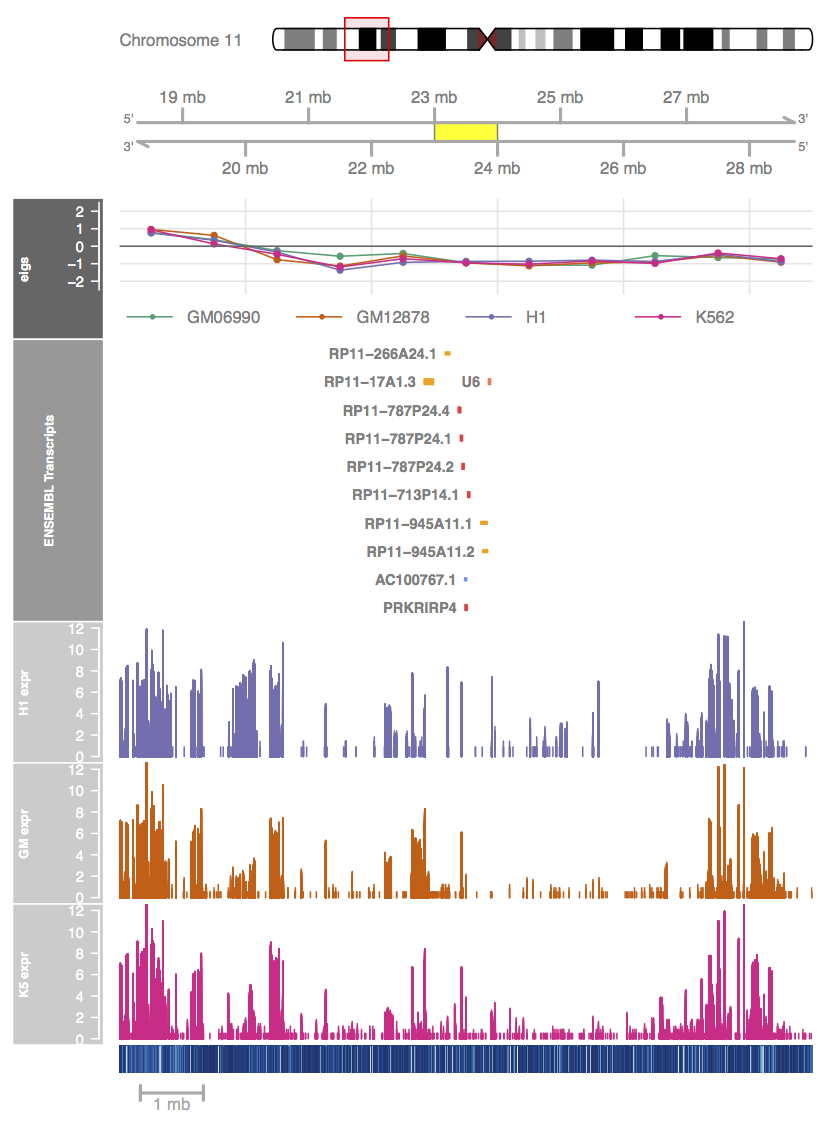 Chromosome 11
19 mb 21 mb 23 mb 25 mb 27 mb
5' 3'
3' 5'
20 mb 22 mb 24 mb 26 mb 28 mb
eigs
2
1
0
−1
−2
GM06990 GM12878 H1 K562
ENSEMBL Transcripts
RP11−266A24.1
RP11−17A1.3 U6
RP11−787P24.4
RP11−787P24.1
RP11−787P24.2
RP11−713P14.1
RP11−945A11.1
RP11−945A11.2
AC100767.1
PRKRIRP4
H1 expr
12
10
8
6
4
2
0
GM expr
12
10
8
6
4
2
0
K5 expr
12
10
8
6
4
2
0
1 mb